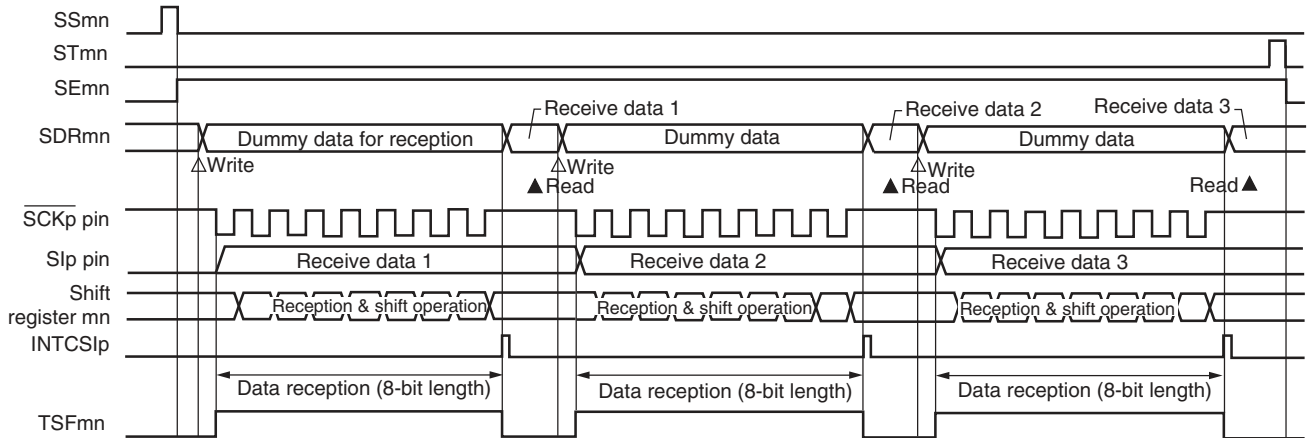 SSmn
STmn
SEmn
Receive data 1 Receive data 2 Receive data 3
SDRmn Dummy data for reception Dummy data Dummy data
△Write △Write △Write
▲Read ▲Read Read▲
SCKp pin
SIp pin Receive data 1 Receive data 2 Receive data 3
Shift
register mn Reception & shift operation Reception & shift operation Reception & shift operation
INTCSIp
Data reception (8-bit length) Data reception (8-bit length) Data reception (8-bit length)
TSFmn